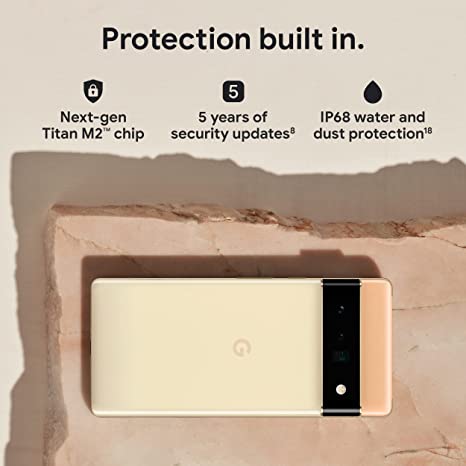 Protection built in.
5
Next-gen
Titan M2™ chip
5 years of
security updates⁸
IP68 water and
dust protection¹⁸
G